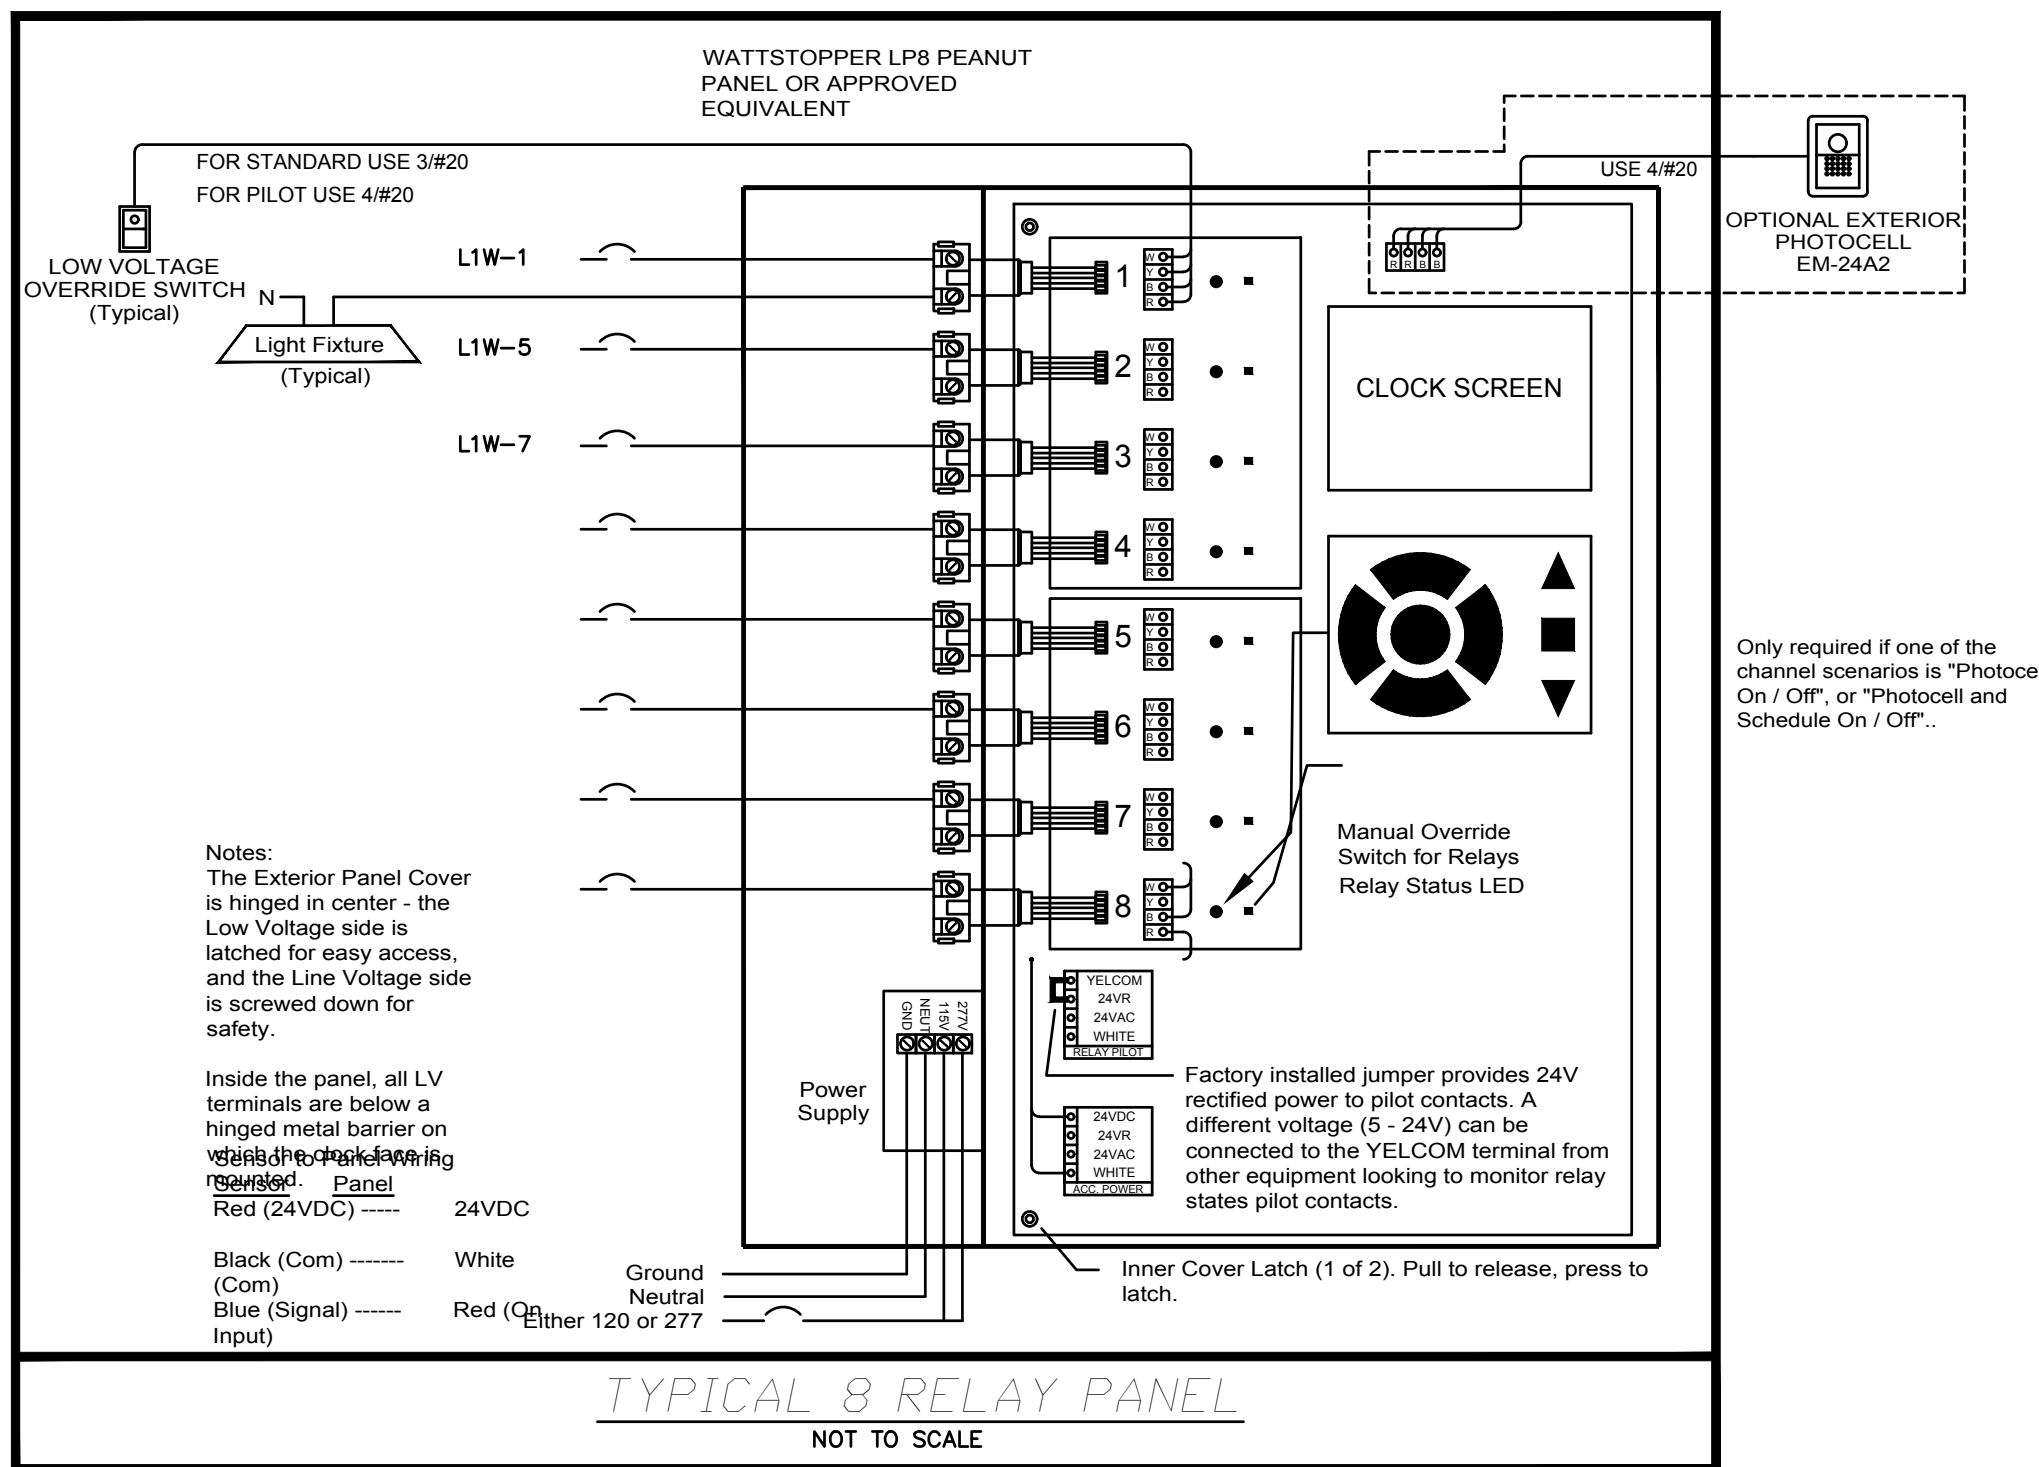 WATTSTOPPER LP8 PEANUT
PANEL OR APPROVED
EQUIVALENT
FOR STANDARD USE 3/#20
FOR PILOT USE 4/#20
USE 4/#20
LOW VOLTAGE
OVERRIDE SWITCH
(Typical)
OPTIONAL EXTERIOR
PHOTOCELL
EM-24A2
R R B B
N
Light Fixture
(Typical)
L1W-1
L1W-5
L1W-7
1
W
Y
B
R
2
W
Y
B
R
3
W
Y
B
R
4
W
Y
B
R
5
W
Y
B
R
6
W
Y
B
R
7
W
Y
B
R
8
W
Y
B
R
CLOCK SCREEN
Only required if one of the
channel scenarios is "Photoce
On / Off", or "Photocell and
Schedule On / Off"..
Manual Override
Switch for Relays
Relay Status LED
Notes:
The Exterior Panel Cover
is hinged in center - the
Low Voltage side is
latched for easy access,
and the Line Voltage side
is screwed down for
safety.
Inside the panel, all LV
terminals are below a
hinged metal barrier on
which the clock face is
mounted.
Sensor to Panel Wiring
Sensor Panel
Red (24VDC) ----- 24VDC
Black (Com) ------- White
(Com)
Blue (Signal) ------ Red (On
Input)
GND
NEUT
115V
277V
Power
Supply
YELCOM
24VR
24VAC
WHITE
RELAY PILOT
24VDC
24VR
24VAC
WHITE
ACC. POWER
Factory installed jumper provides 24V
rectified power to pilot contacts. A
different voltage (5 - 24V) can be
connected to the YELCOM terminal from
other equipment looking to monitor relay
states pilot contacts.
Ground
Neutral
Either 120 or 277
Inner Cover Latch (1 of 2). Pull to release, press to
latch.
TYPICAL 8 RELAY PANEL
NOT TO SCALE